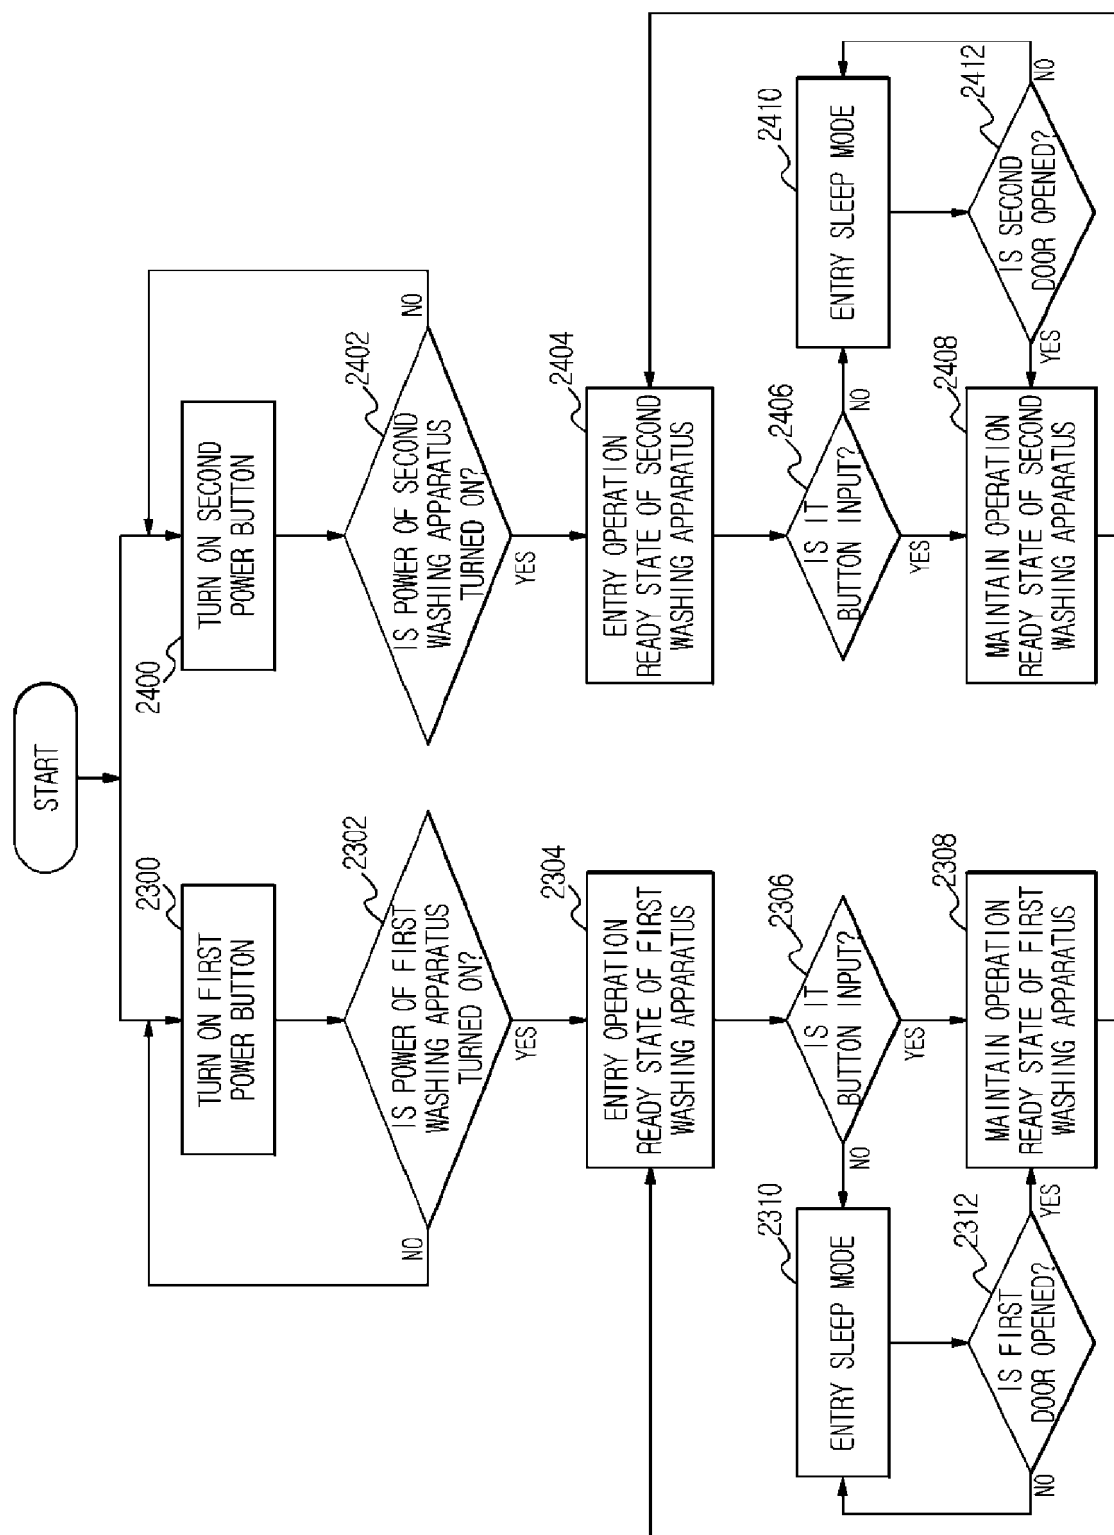 START
2300
TURN ON FIRST
POWER BUTTON
2302
IS POWER OF FIRST
WASHING APPARATUS
TURNED ON?
NO
YES
2304
ENTRY OPERATION
READY STATE OF FIRST
WASHING APPARATUS
2306
IS IT
BUTTON INPUT?
NO
YES
2310
ENTRY SLEEP MODE
2312
IS FIRST
DOOR OPENED?
NO
YES
2308
MAINTAIN OPERATION
READY STATE OF FIRST
WASHING APPARATUS
2400
TURN ON SECOND
POWER BUTTON
2402
IS POWER OF SECOND
WASHING APPARATUS
TURNED ON?
NO
YES
2404
ENTRY OPERATION
READY STATE OF SECOND
WASHING APPARATUS
2406
IS IT
BUTTON INPUT?
NO
YES
2410
ENTRY SLEEP MODE
2412
IS SECOND
DOOR OPENED?
NO
YES
2408
MAINTAIN OPERATION
READY STATE OF SECOND
WASHING APPARATUS